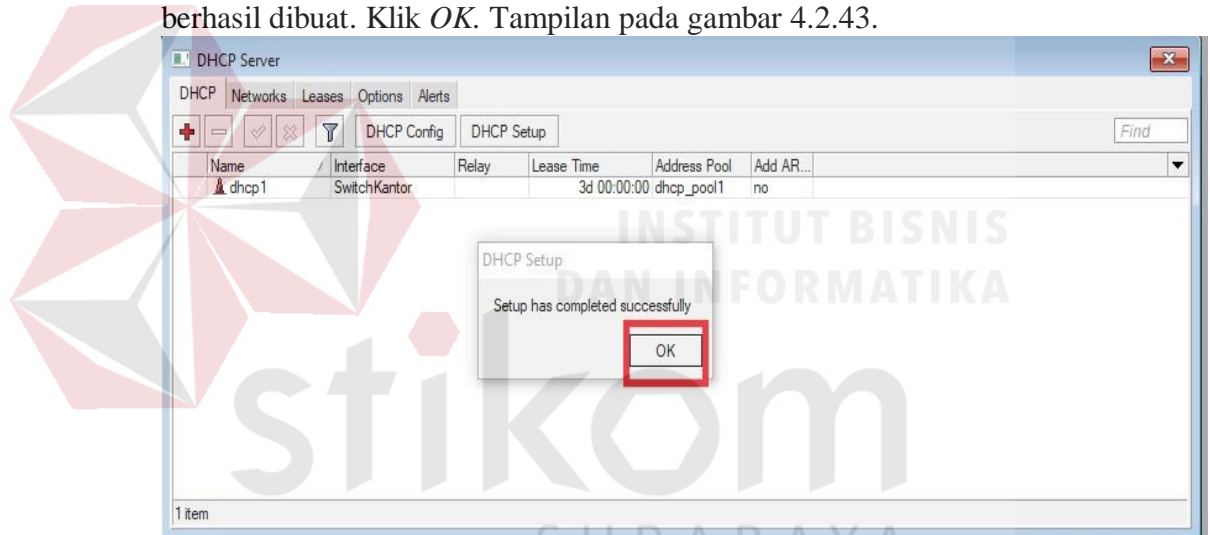 berhasil dibuat. Klik OK. Tampilan pada gambar 4.2.43.
DHCP Server
DHCP Networks Leases Options Alerts
DHCP Config DHCP Setup Find
Name Interface Relay Lease Time Address Pool Add AR...
dhcp1 SwitchKantor 3d 00:00:00 dhcp_pool1 no
INSTITUT BISNIS
DAN INFORMATIKA
DHCP Setup
Setup has completed successfully
OK
stikom
1 item
SURABAYA